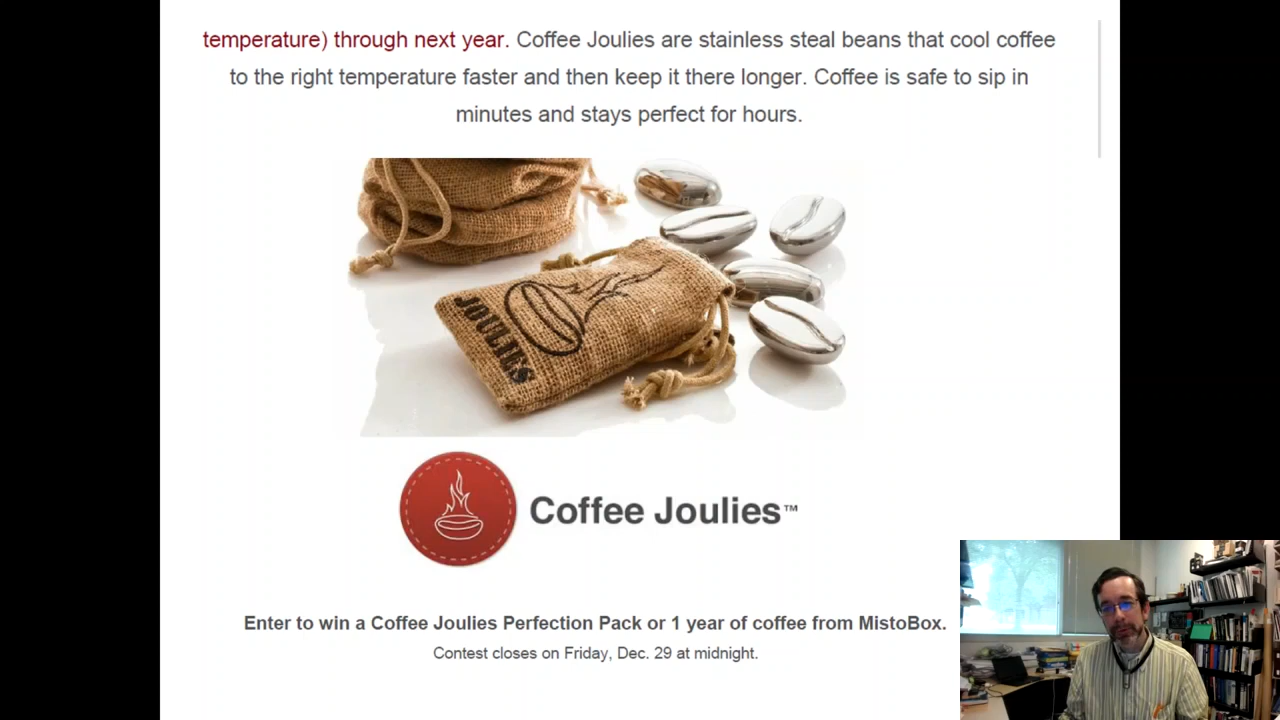 temperature) through next year. Coffee Joulies are stainless steal beans that cool coffee
to the right temperature faster and then keep it there longer. Coffee is safe to sip in
minutes and stays perfect for hours.
JOULIES
Coffee Joulies™
Enter to win a Coffee Joulies Perfection Pack or 1 year of coffee from MistoBox.
Contest closes on Friday, Dec. 29 at midnight.